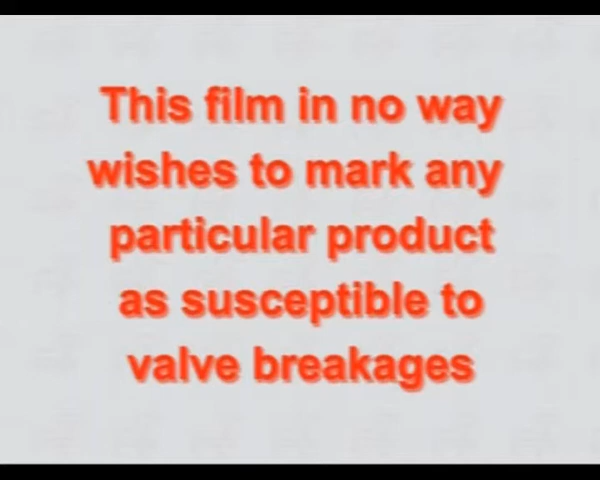 This film in no way
wishes to mark any
particular product
as susceptible to
valve breakages